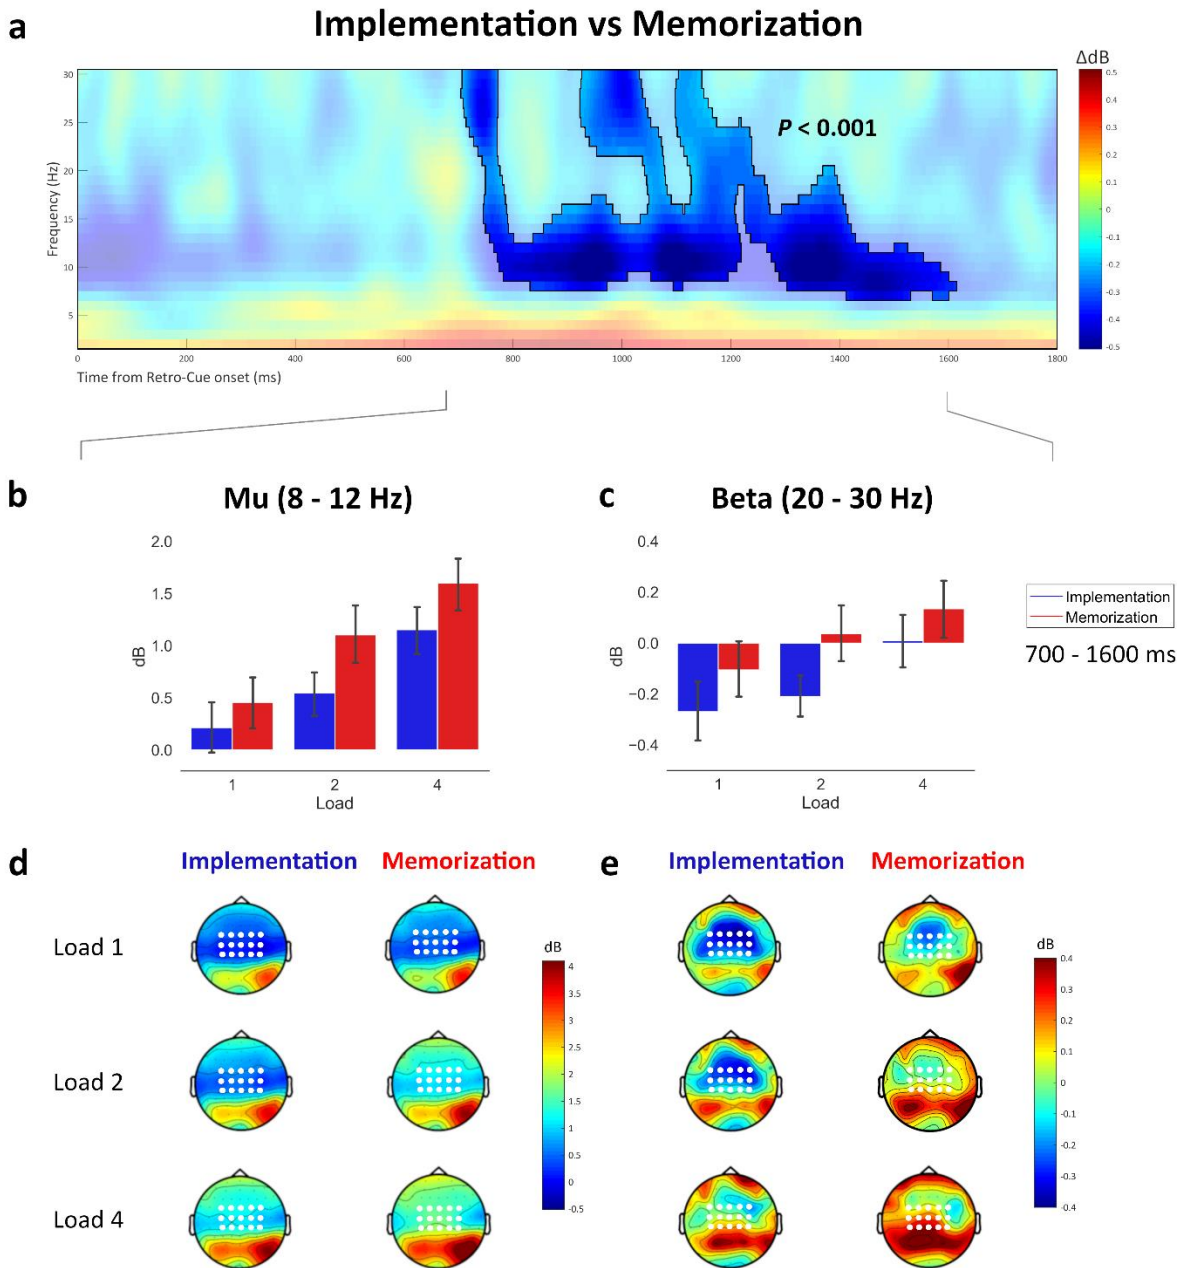 a
Implementation vs Memorization
ΔdB
Frequency (Hz)
30
25
20
15
10
5
P < 0.001
0.5
0.4
0.3
0.2
0.1
0
-0.1
-0.2
-0.3
-0.4
-0.5
0 200 400 600 800 1000 1200 1400 1600 1800
Time from Retro-Cue onset (ms)
b
Mu (8 - 12 Hz)
dB
2.0
1.5
1.0
0.5
0.0
1 2 4
Load
c
Beta (20 - 30 Hz)
dB
0.4
0.2
0.0
−0.2
−0.4
1 2 4
Load
Implementation
Memorization
700 - 1600 ms
d
Implementation Memorization
Load 1
Load 2
Load 4
dB
4
3.5
3
2.5
2
1.5
1
0.5
0
-0.5
e
Implementation Memorization
dB
0.4
0.3
0.2
0.1
0
-0.1
-0.2
-0.3
-0.4